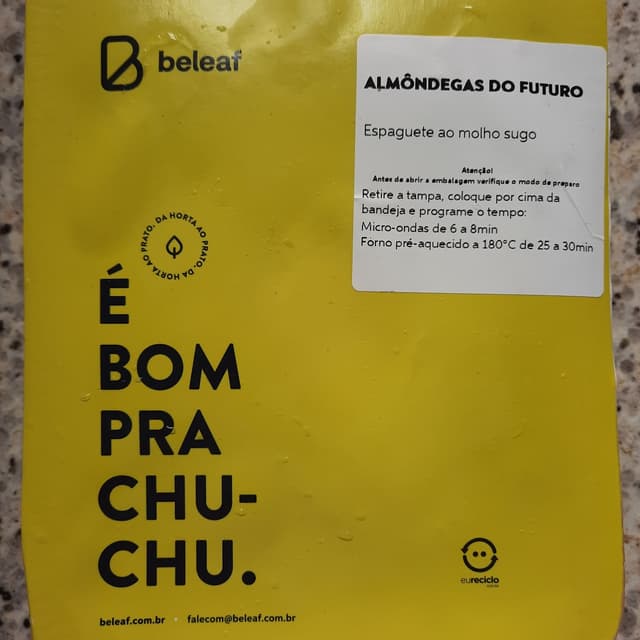 beleaf
ALMÔNDEGAS DO FUTURO
Espaguete ao molho sugo
Atenção!
Antes de abrir a embalagem verifique o modo de preparo
Retire a tampa, coloque por cima da
bandeja e programe o tempo:
Micro-ondas de 6 a 8min
Forno pré-aquecido a 180°C de 25 a 30min
DA HORTA AO PRATO. DA HORTA AO PRATO.
É
BOM
PRA
CHU-
CHU.
eureciclo
beleaf.com.br
falecom@beleaf.com.br